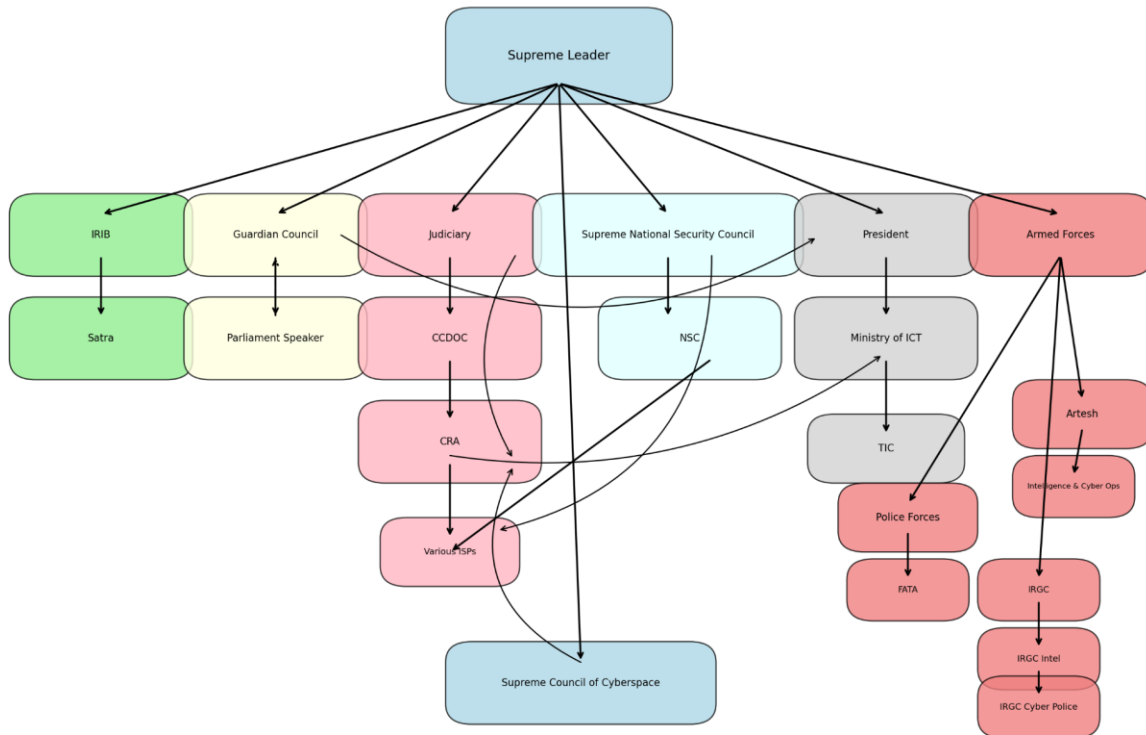 Supreme Leader
IRIB
Guardian Council
Judiciary
Supreme National Security Council
President
Armed Forces
Satra
Parliament Speaker
CCDOC
NSC
Ministry of ICT
Artesh
CRA
TIC
Intelligence & Cyber Ops
Police Forces
Various ISPs
FATA
IRGC
IRGC Intel
Supreme Council of Cyberspace
IRGC Cyber Police